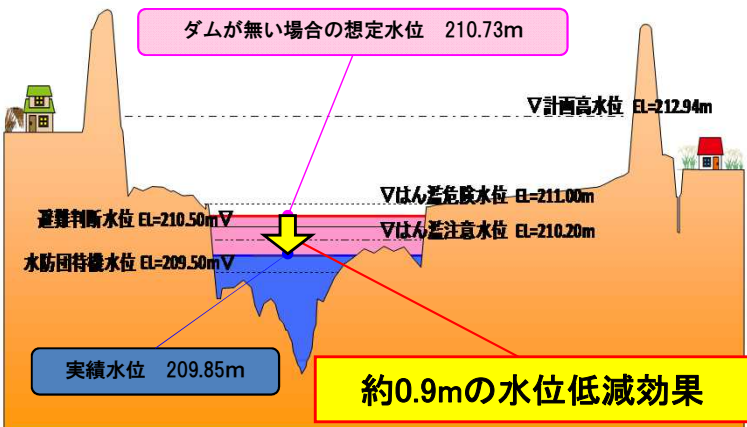 ダムが無い場合の想定水位 210.73m
▽計画高水位 EL=212.94m
▽はん濫危険水位 EL=211.00m
避難判断水位 EL=210.50m▽
▽はん濫注意水位 EL=210.20m
水防団待機水位 EL=209.50m▽
実績水位 209.85m
約0.9mの水位低減効果